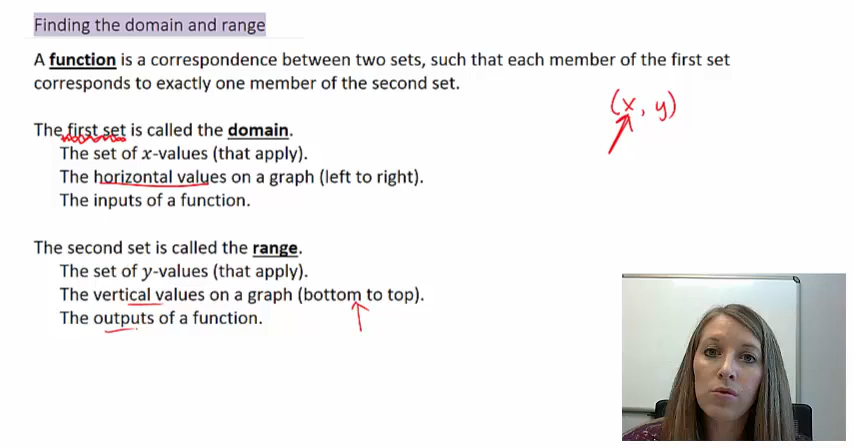 Finding the domain and range
A function is a correspondence between two sets, such that each member of the first set
corresponds to exactly one member of the second set.
(x, y)
The first set is called the domain.
The set of x-values (that apply).
The horizontal values on a graph (left to right).
The inputs of a function.
The second set is called the range.
The set of y-values (that apply).
The vertical values on a graph (bottom to top).
The outputs of a function.